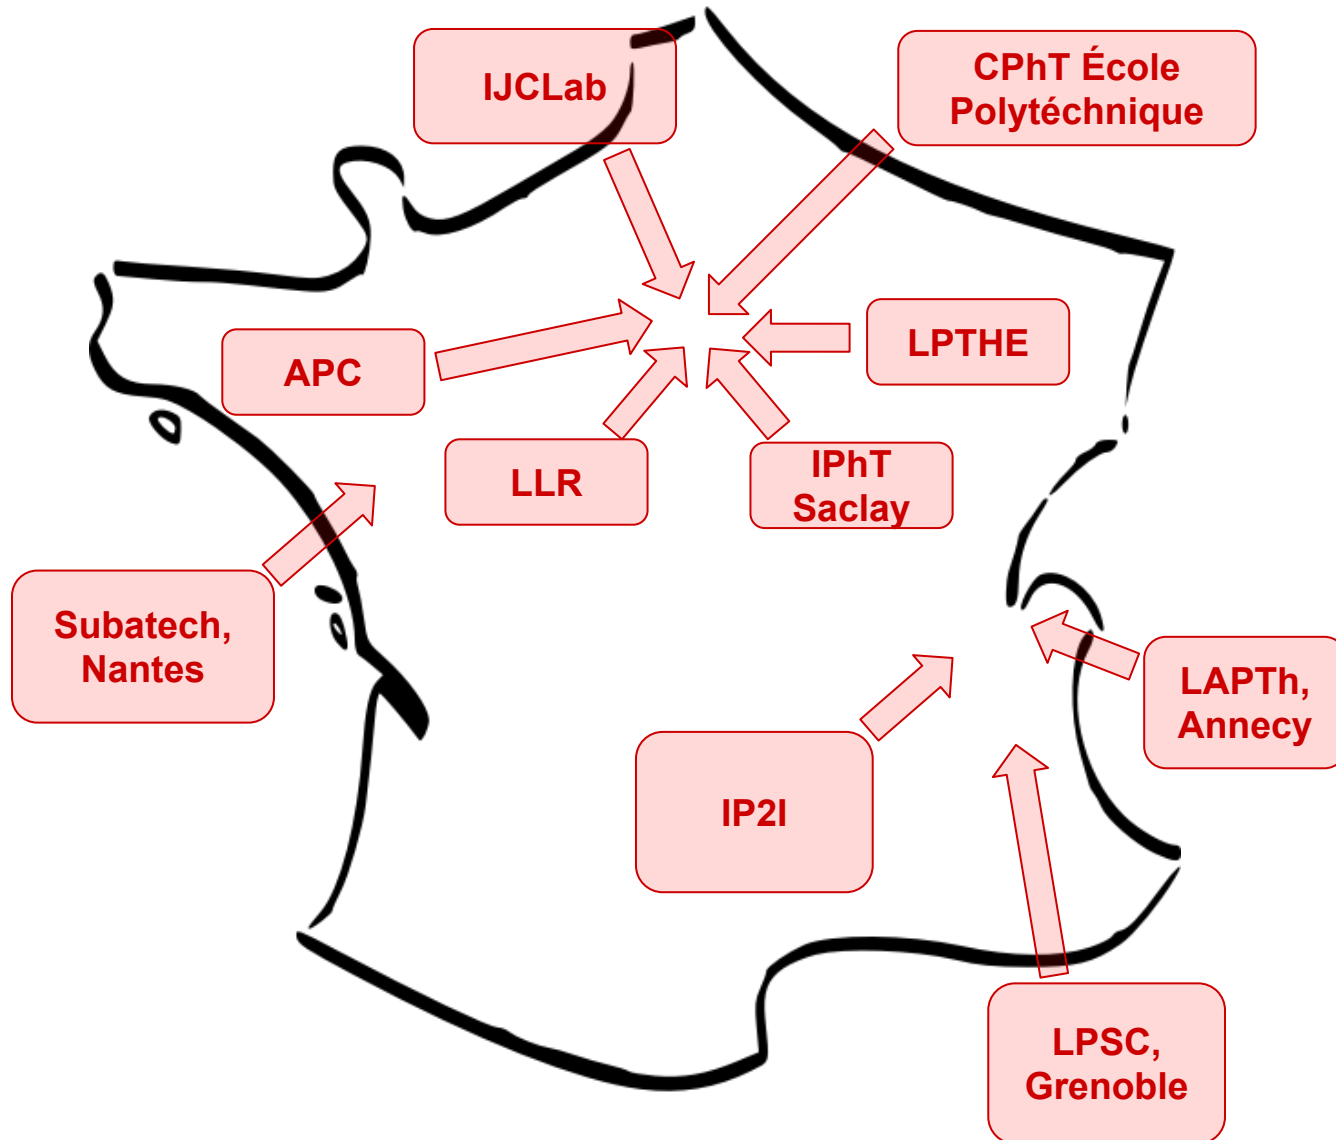 IJCLab
CPhT École
Polytéchnique
APC
LPTHE
LLR
IPhT
Saclay
Subatech,
Nantes
LAPTh,
Annecy
IP2I
LPSC,
Grenoble